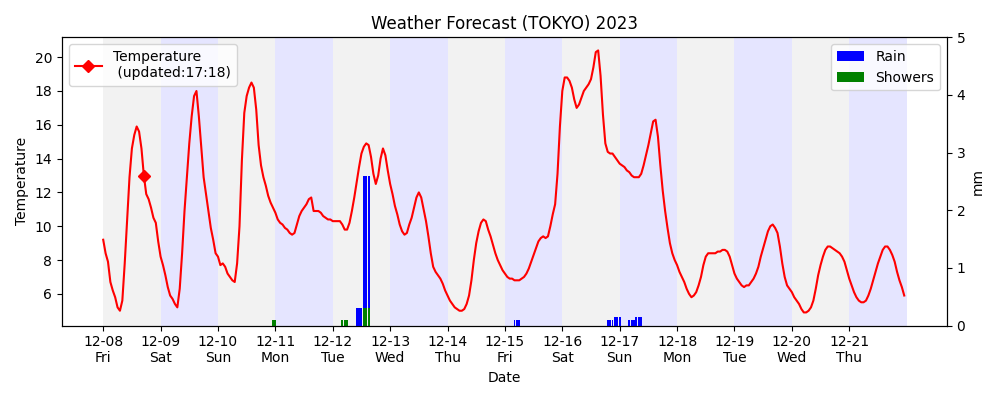 Weather Forecast (TOKYO) 2023
Temperature
(updated:17:18)
Rain
Showers
Temperature
20
18
16
14
12
10
8
6
5
4
3
2
1
0
mm
12-08 12-09 12-10 12-11 12-12 12-13 12-14 12-15 12-16 12-17 12-18 12-19 12-20 12-21
Fri Sat Sun Mon Tue Wed Thu Fri Sat Sun Mon Tue Wed Thu
Date